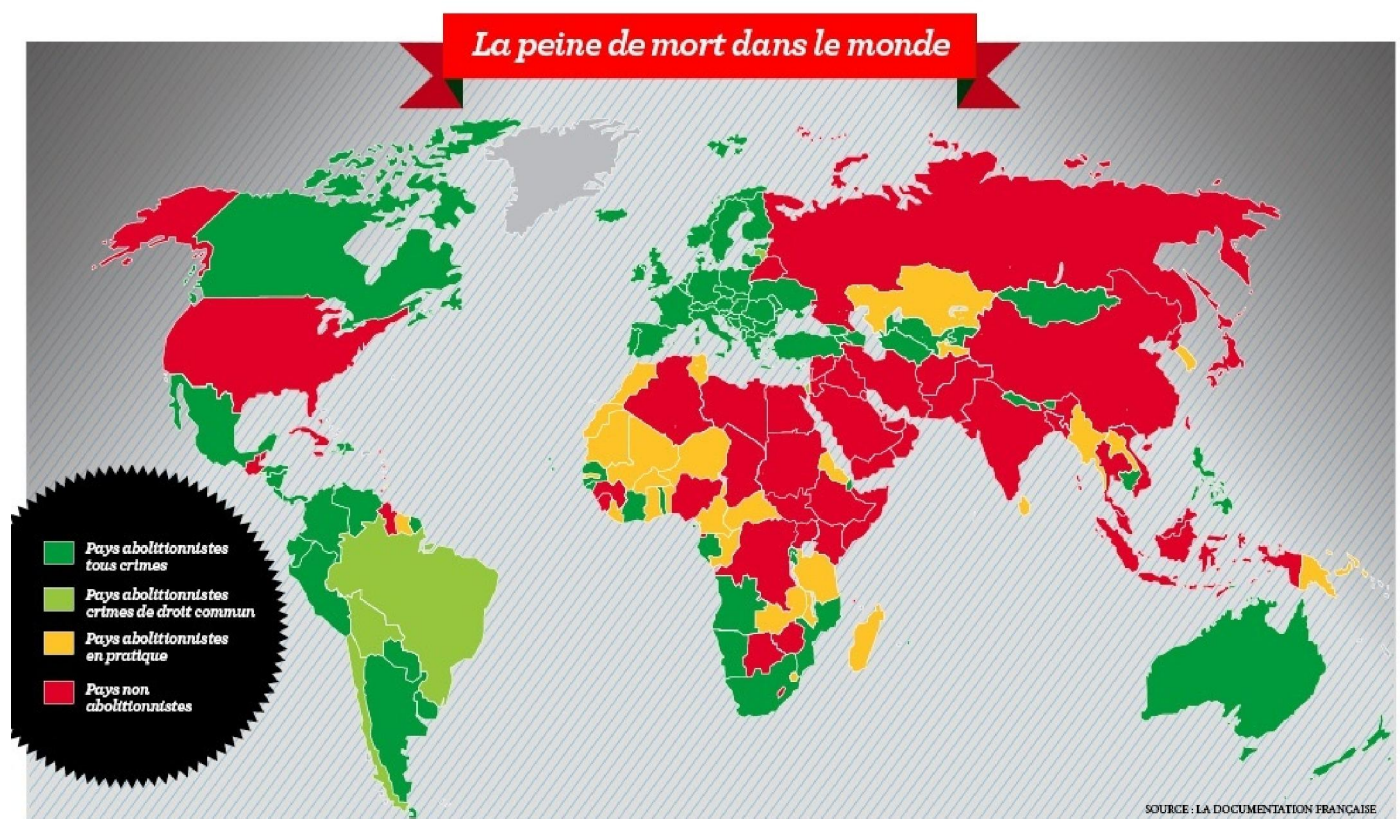 La peine de mort dans le monde
Pays abolitionnistes
tous crimes
Pays abolitionnistes
crimes de droit commun
Pays abolitionnistes
en pratique
Pays non
abolitionnistes
SOURCE : LA DOCUMENTATION FRANÇAISE